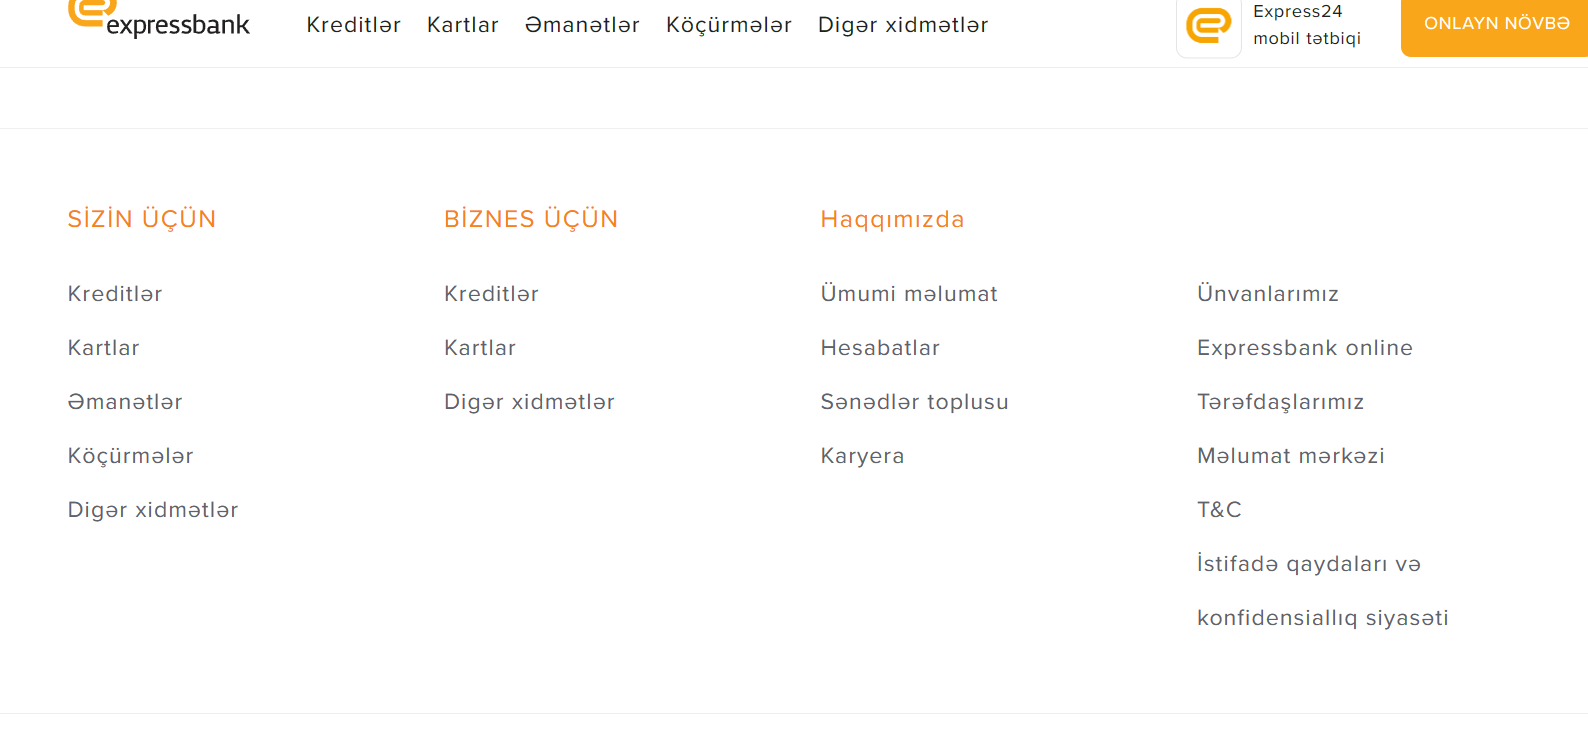 expressbank
Kreditlər
Kartlar
Əmanətlər
Köçürmələr
Digər xidmətlər
Express24
mobil tətbiqi
ONLAYN NÖVBƏ
SİZİN ÜÇÜN
Kreditlər
Kartlar
Əmanətlər
Köçürmələr
Digər xidmətlər
BİZNES ÜÇÜN
Kreditlər
Kartlar
Digər xidmətlər
Haqqımızda
Ümumi məlumat
Hesabatlar
Sənədlər toplusu
Karyera
Ünvanlarımız
Expressbank online
Tərəfdaşlarımız
Məlumat mərkəzi
T&C
İstifadə qaydaları və
konfidensiallıq siyasəti